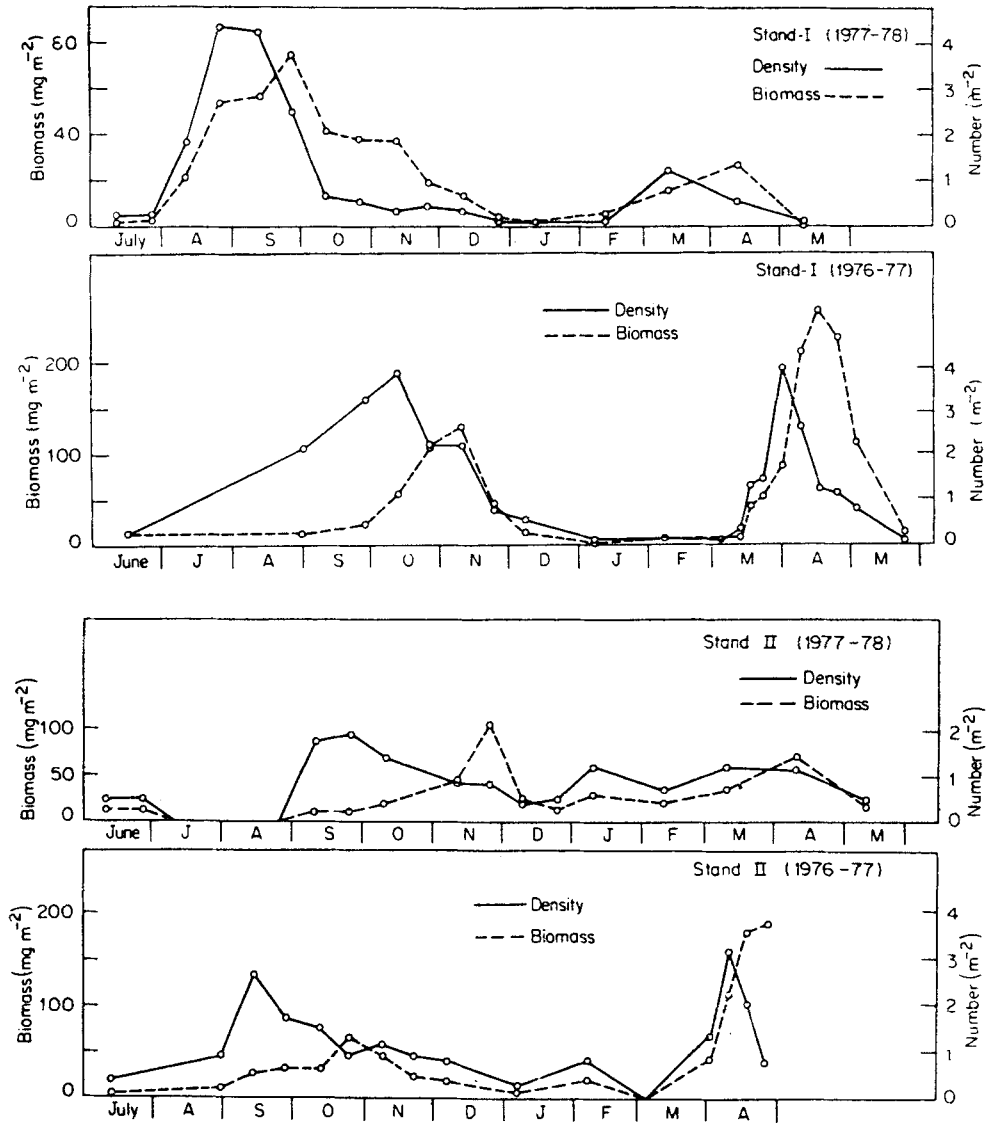 Stand-I (1977-78)
Density
Biomass
Biomass (mg m-2)
80
40
0
Number (m-2)
4
3
2
1
0
July A S O N D J F M A M
Stand-I (1976-77)
Density
Biomass
Biomass (mg m-2)
200
100
0
Number (m-2)
4
3
2
1
0
June J A S O N D J F M A M
Stand II (1977-78)
Density
Biomass
Biomass (mg m-2)
100
50
0
Number (m-2)
2
1
0
June J A S O N D J F M A M
Stand II (1976-77)
Density
Biomass
Biomass (mg m-2)
200
100
0
Number (m-2)
4
3
2
1
0
July A S O N D J F M A